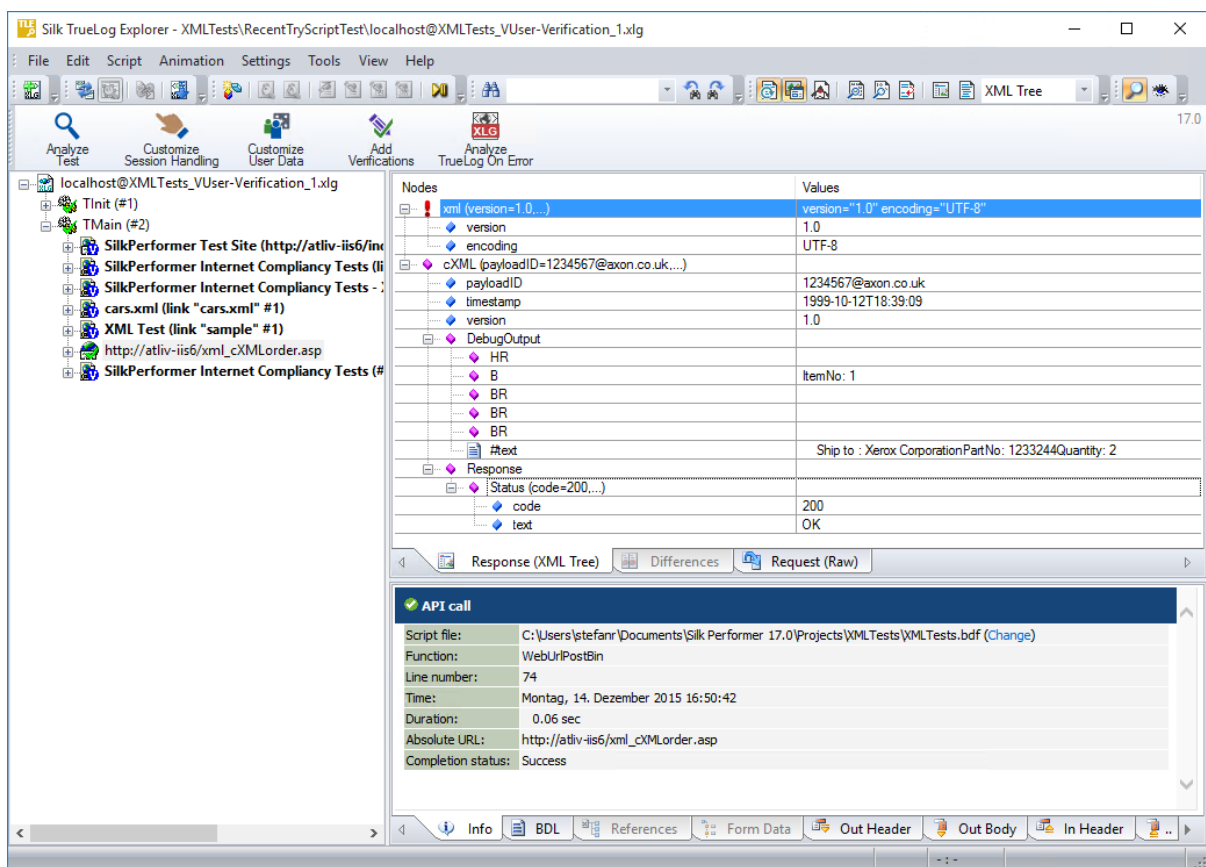 Silk TrueLog Explorer - XMLTests\RecentTryScriptTest\localhost@XMLTests_VUser-Verification_1.xlg
File Edit Script Animation Settings Tools View Help
XML Tree
17.0
Analyze Test
Customize Session Handling
Customize User Data
Add Verifications
XLG
Analyze TrueLog On Error
localhost@XMLTests_VUser-Verification_1.xlg
TInit (#1)
TMain (#2)
SilkPerformer Test Site (http://atliv-iis6/in
SilkPerformer Internet Compliancy Tests (li
SilkPerformer Internet Compliancy Tests -
cars.xml (link "cars.xml" #1)
XML Test (link "sample" #1)
http://atliv-iis6/xml_cXMLorder.asp
SilkPerformer Internet Compliancy Tests (#
Nodes Values
xml (version=1.0,...) version="1.0" encoding="UTF-8"
version 1.0
encoding UTF-8
cXML (payloadID=1234567@axon.co.uk,...)
payloadID 1234567@axon.co.uk
timestamp 1999-10-12T18:39:09
version 1.0
DebugOutput
HR
B ItemNo: 1
BR
BR
BR
#text Ship to : Xerox CorporationPartNo: 1233244Quantity: 2
Response
Status (code=200,...)
code 200
text OK
Response (XML Tree) Differences Request (Raw)
API call
Script file: C:\Users\stefanr\Documents\Silk Performer 17.0\Projects\XMLTests\XMLTests.bdf (Change)
Function: WebUrlPostBin
Line number: 74
Time: Montag, 14. Dezember 2015 16:50:42
Duration: 0.06 sec
Absolute URL: http://atliv-iis6/xml_cXMLorder.asp
Completion status: Success
Info BDL References Form Data Out Header Out Body In Header ..
- : -